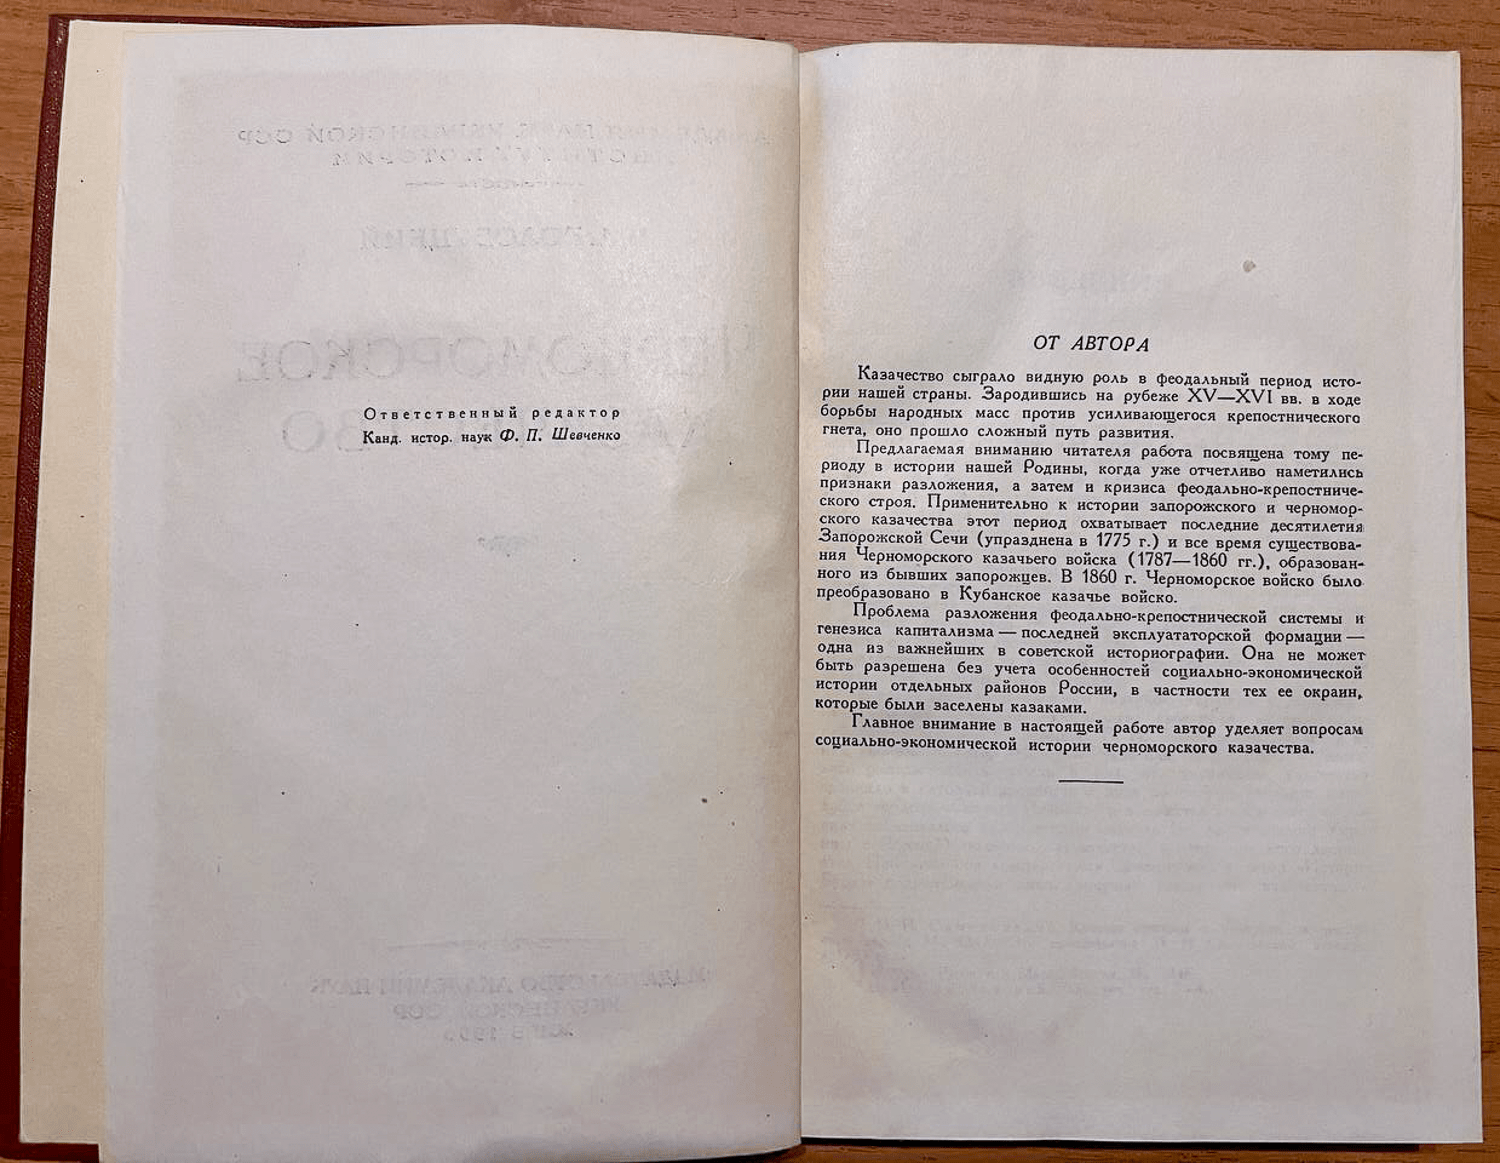 Ответственный редактор
Канд. истор. наук Ф. П. Шевченко
ОТ АВТОРА
Казачество сыграло видную роль в феодальный период исто-
рии нашей страны. Зародившись на рубеже XV—XVI вв. в ходе
борьбы народных масс против усиливающегося крепостнического
гнета, оно прошло сложный путь развития.
Предлагаемая вниманию читателя работа посвящена тому пе-
риоду в истории нашей Родины, когда уже отчетливо наметились
признаки разложения, а затем и кризиса феодально-крепостниче-
ского строя. Применительно к истории запорожского и черномор-
ского казачества этот период охватывает последние десятилетия
Запорожской Сечи (упразднена в 1775 г.) и все время существова-
ния Черноморского казачьего войска (1787—1860 гг.), образован-
ного из бывших запорожцев. В 1860 г. Черноморское войско было
преобразовано в Кубанское казачье войско.
Проблема разложения феодально-крепостнической системы и
генезиса капитализма — последней эксплуататорской формации —
одна из важнейших в советской историографии. Она не может
быть разрешена без учета особенностей социально-экономической
истории отдельных районов России, в частности тех ее окраин,
которые были заселены казаками.
Главное внимание в настоящей работе автор уделяет вопросам
социально-экономической истории черноморского казачества.